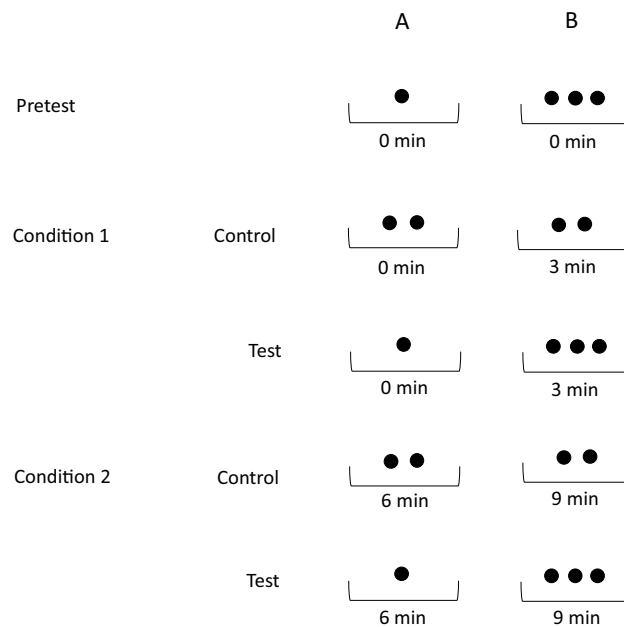 A B
Pretest
0 min 0 min
Condition 1 Control
0 min 3 min
Test
0 min 3 min
Condition 2 Control
6 min 9 min
Test
6 min 9 min